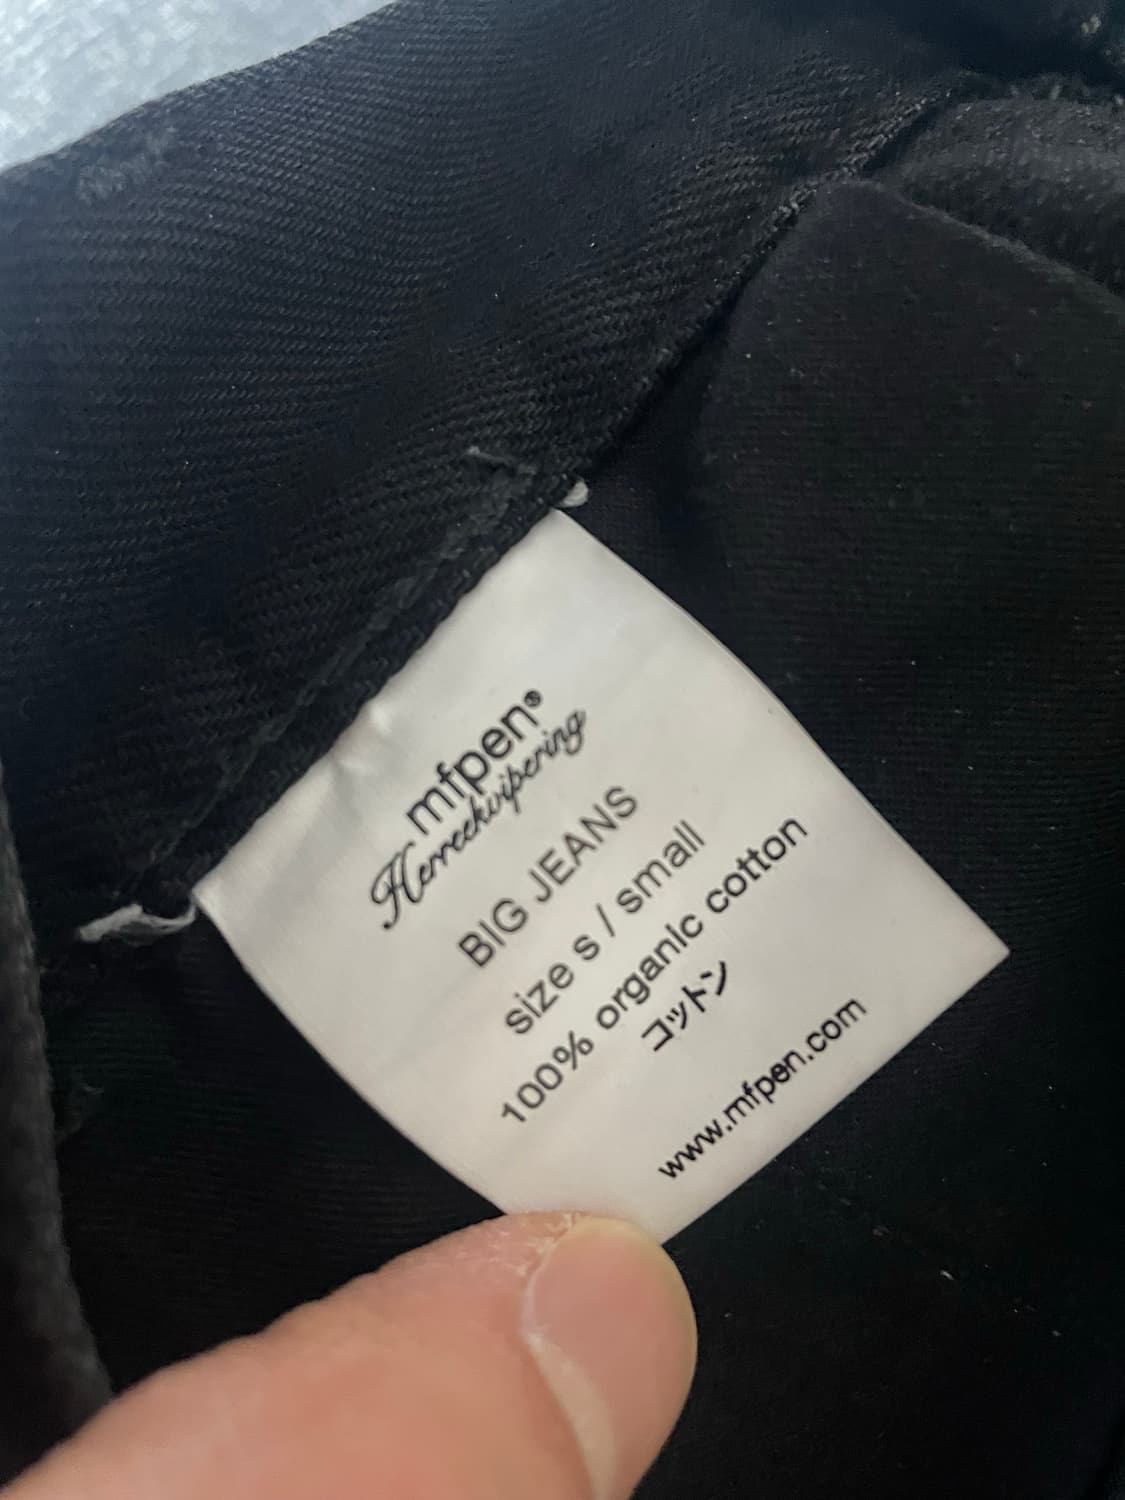 mfpen®
Herreekvipering
BIG JEANS
size s / small
100% organic cotton
コットン
www.mfpen.com